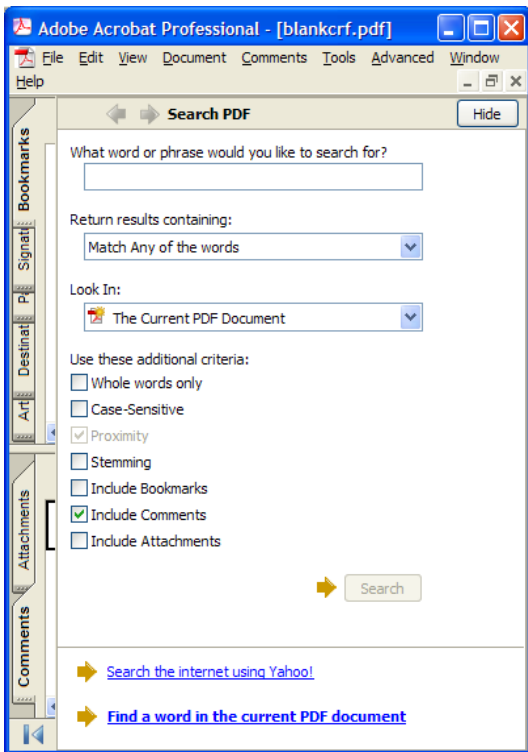 Adobe Acrobat Professional - [blankcrf.pdf]
File Edit View Document Comments Tools Advanced Window
Help
Search PDF
Hide
What word or phrase would you like to search for?
Return results containing:
Match Any of the words
Look In:
The Current PDF Document
Use these additional criteria:
Whole words only
Case-Sensitive
Proximity
Stemming
Include Bookmarks
Include Comments
Include Attachments
Search
Search the internet using Yahoo!
Find a word in the current PDF document
Bookmarks
Signat
Destinat
Art
Attachments
Comments